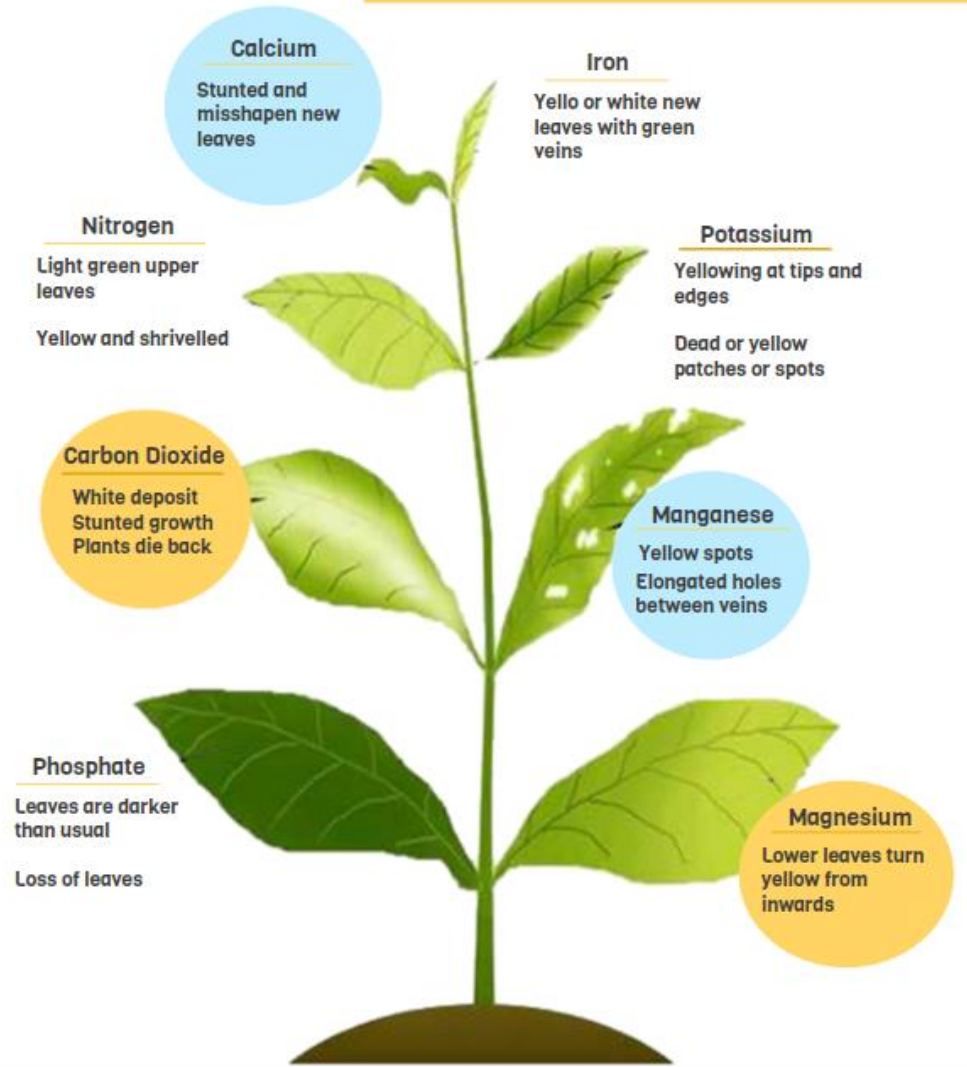 Calcium
Stunted and
misshapen new
leaves
Iron
Yello or white new
leaves with green
veins
Nitrogen
Light green upper
leaves
Yellow and shrivelled
Potassium
Yellowing at tips and
edges
Dead or yellow
patches or spots
Carbon Dioxide
White deposit
Stunted growth
Plants die back
Manganese
Yellow spots
Elongated holes
between veins
Phosphate
Leaves are darker
than usual
Loss of leaves
Magnesium
Lower leaves turn
yellow from
inwards